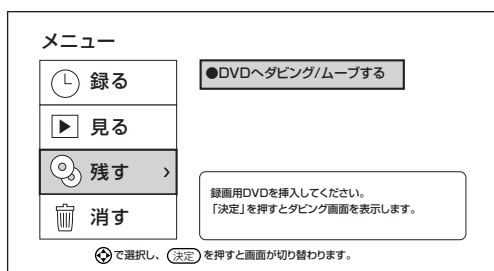 メニュー
録る
●DVDへダビング/ムーブする
見る
残す
録画用DVDを挿入してください。
「決定」を押すとダビング画面を表示します。
消す
で選択し、決定を押すと画面が切り替わります。